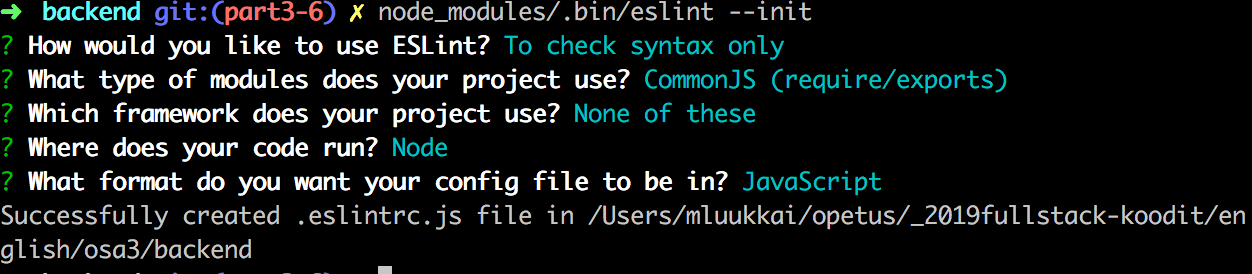 ➜ backend git:(part3-6) ✗ node_modules/.bin/eslint --init
? How would you like to use ESLint? To check syntax only
? What type of modules does your project use? CommonJS (require/exports)
? Which framework does your project use? None of these
? Where does your code run? Node
? What format do you want your config file to be in? JavaScript
Successfully created .eslintrc.js file in /Users/mluukkai/opetus/_2019fullstack-koodit/en
glish/osa3/backend